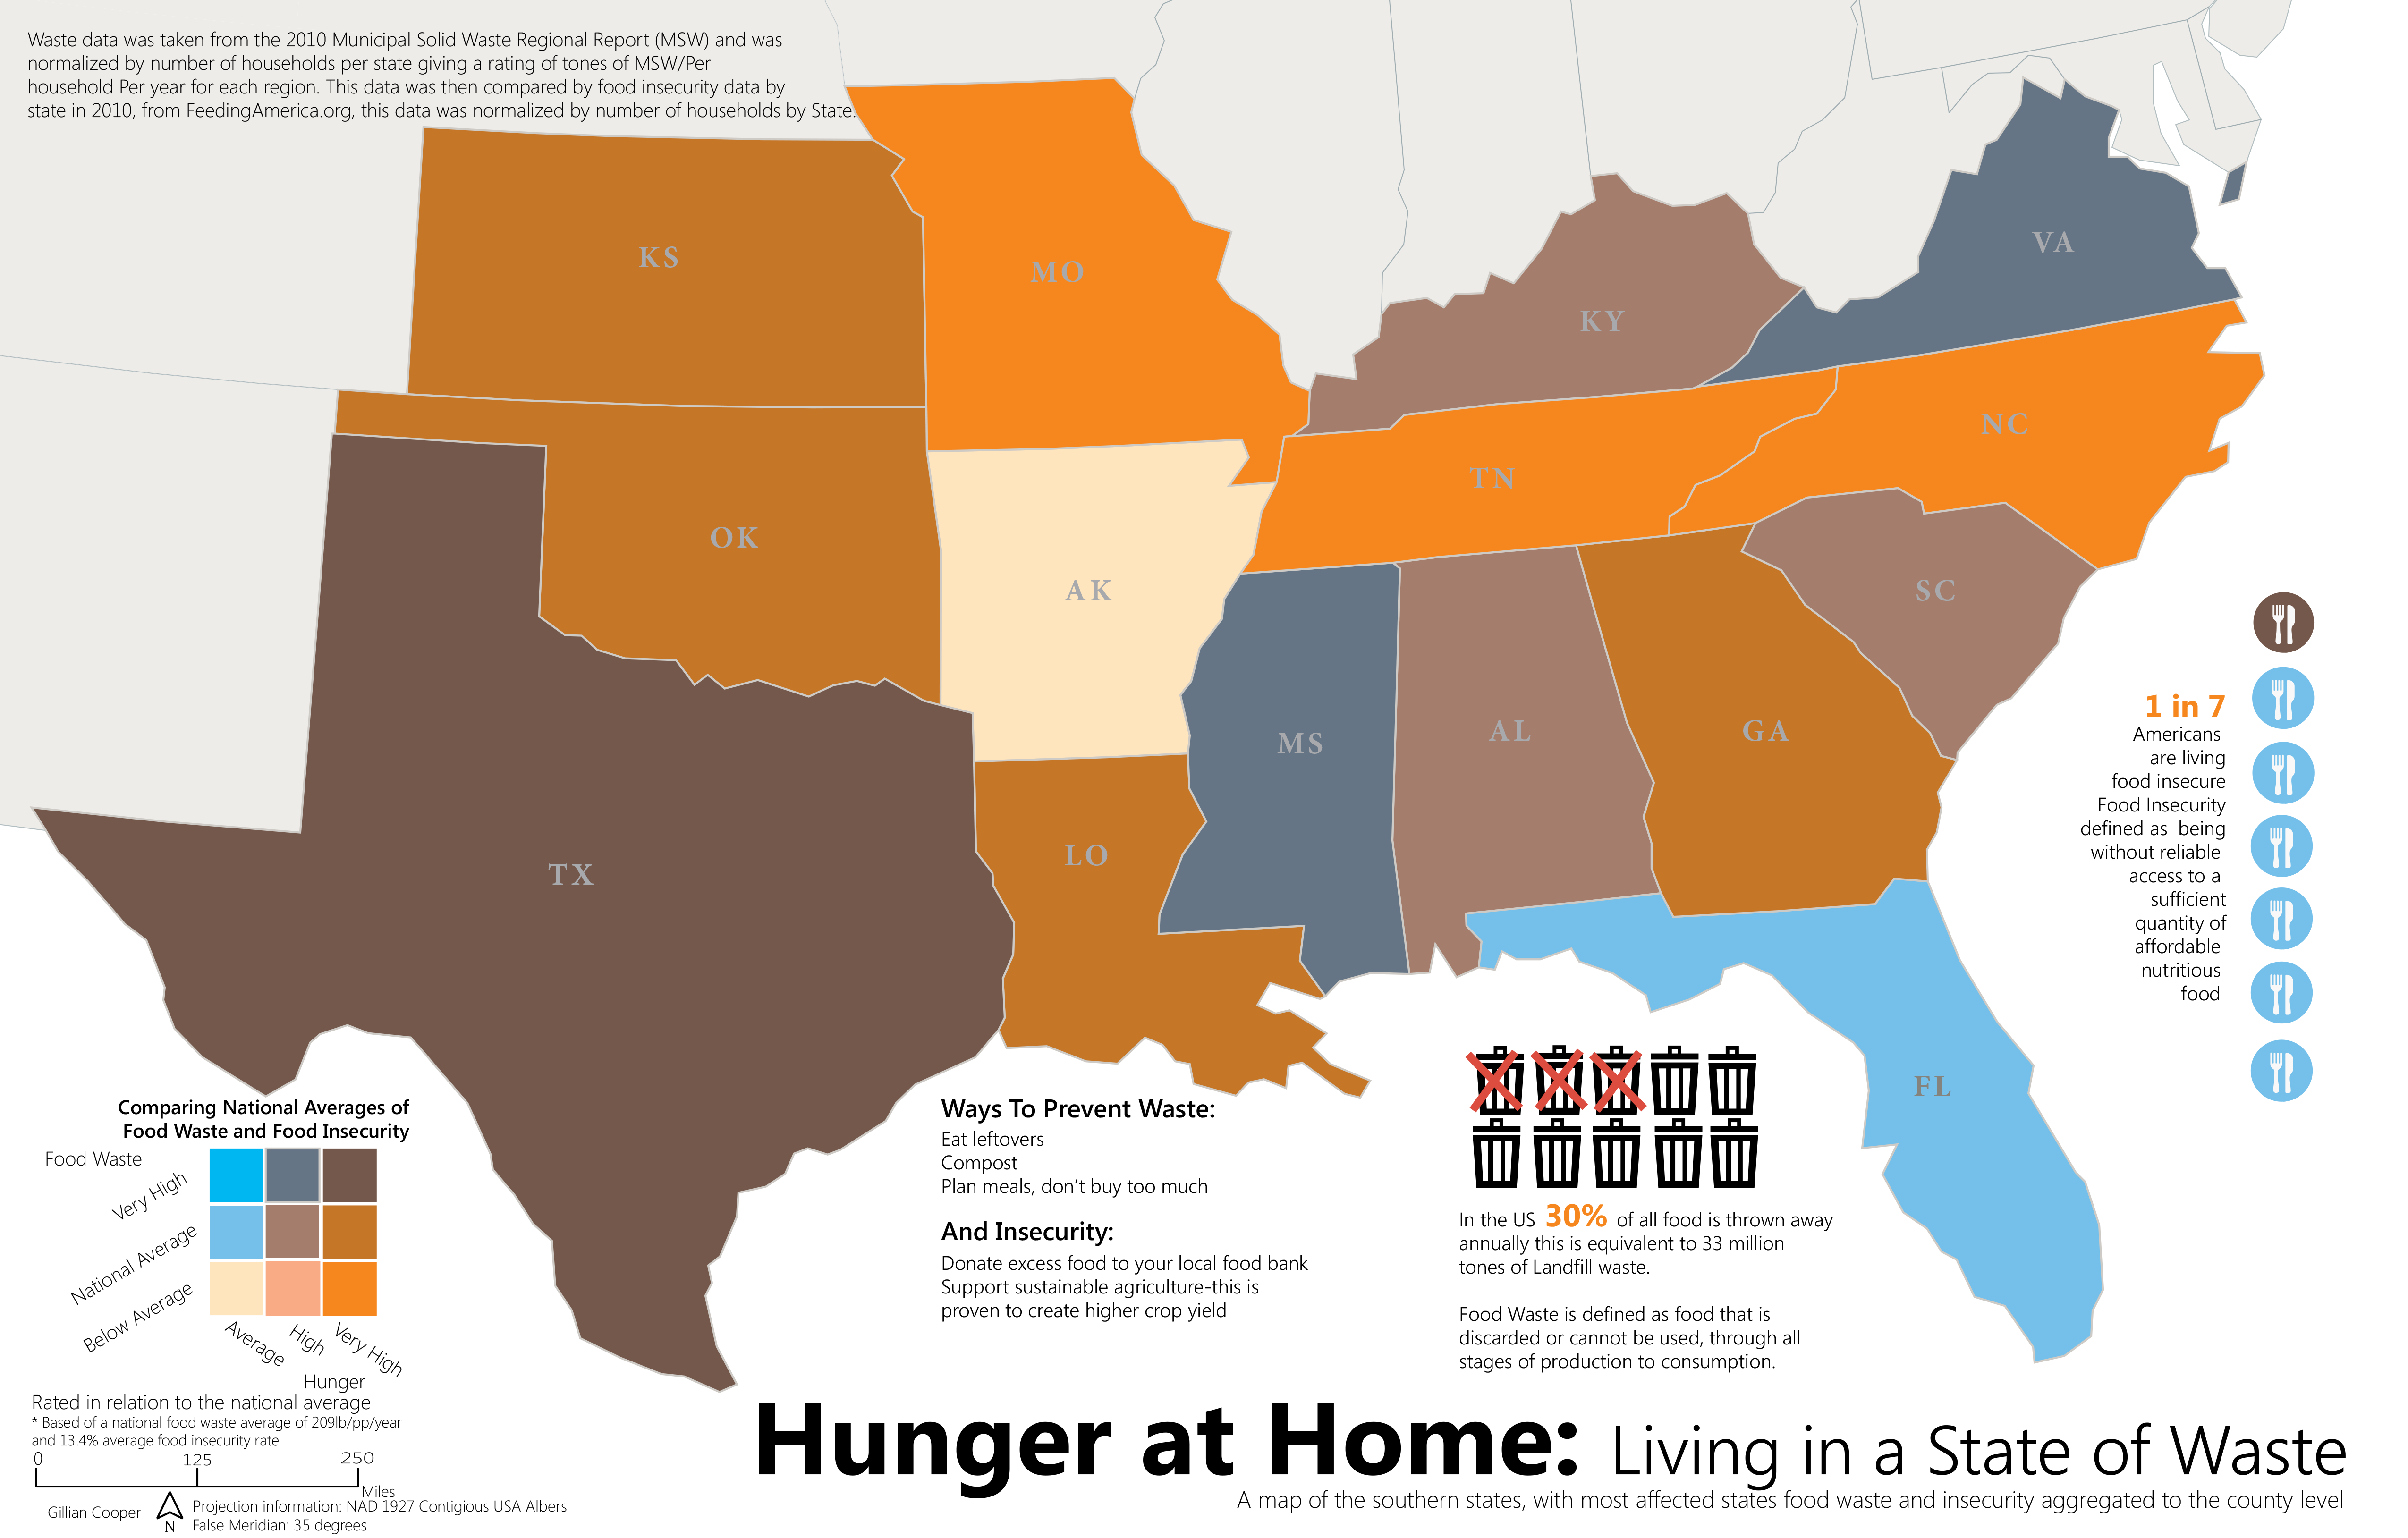 Waste data was taken from the 2010 Municipal Solid Waste Regional Report (MSW) and was
normalized by number of households per state giving a rating of tones of MSW/Per
household Per year for each region. This data was then compared by food insecurity data by
state in 2010, from FeedingAmerica.org, this data was normalized by number of households by State.
KS
MO
KY
VA
NC
TN
OK
AK
SC
MS
AL
GA
LO
TX
FL
1 in 7
Americans
are living
food insecure
Food Insecurity
defined as being
without reliable
access to a
sufficient
quantity of
affordable
nutritious
food
Comparing National Averages of
Food Waste and Food Insecurity
Food Waste
Very High
National Average
Below Average
Average
High
Very High
Hunger
Rated in relation to the national average
* Based of a national food waste average of 209lb/pp/year
and 13.4% average food insecurity rate
0 125 250
Miles
Gillian Cooper
N
Projection information: NAD 1927 Contigious USA Albers
False Meridian: 35 degrees
Ways To Prevent Waste:
Eat leftovers
Compost
Plan meals, don't buy too much
And Insecurity:
Donate excess food to your local food bank
Support sustainable agriculture-this is
proven to create higher crop yield
In the US 30% of all food is thrown away
annually this is equivalent to 33 million
tones of Landfill waste.
Food Waste is defined as food that is
discarded or cannot be used, through all
stages of production to consumption.
Hunger at Home: Living in a State of Waste
A map of the southern states, with most affected states food waste and insecurity aggregated to the county level